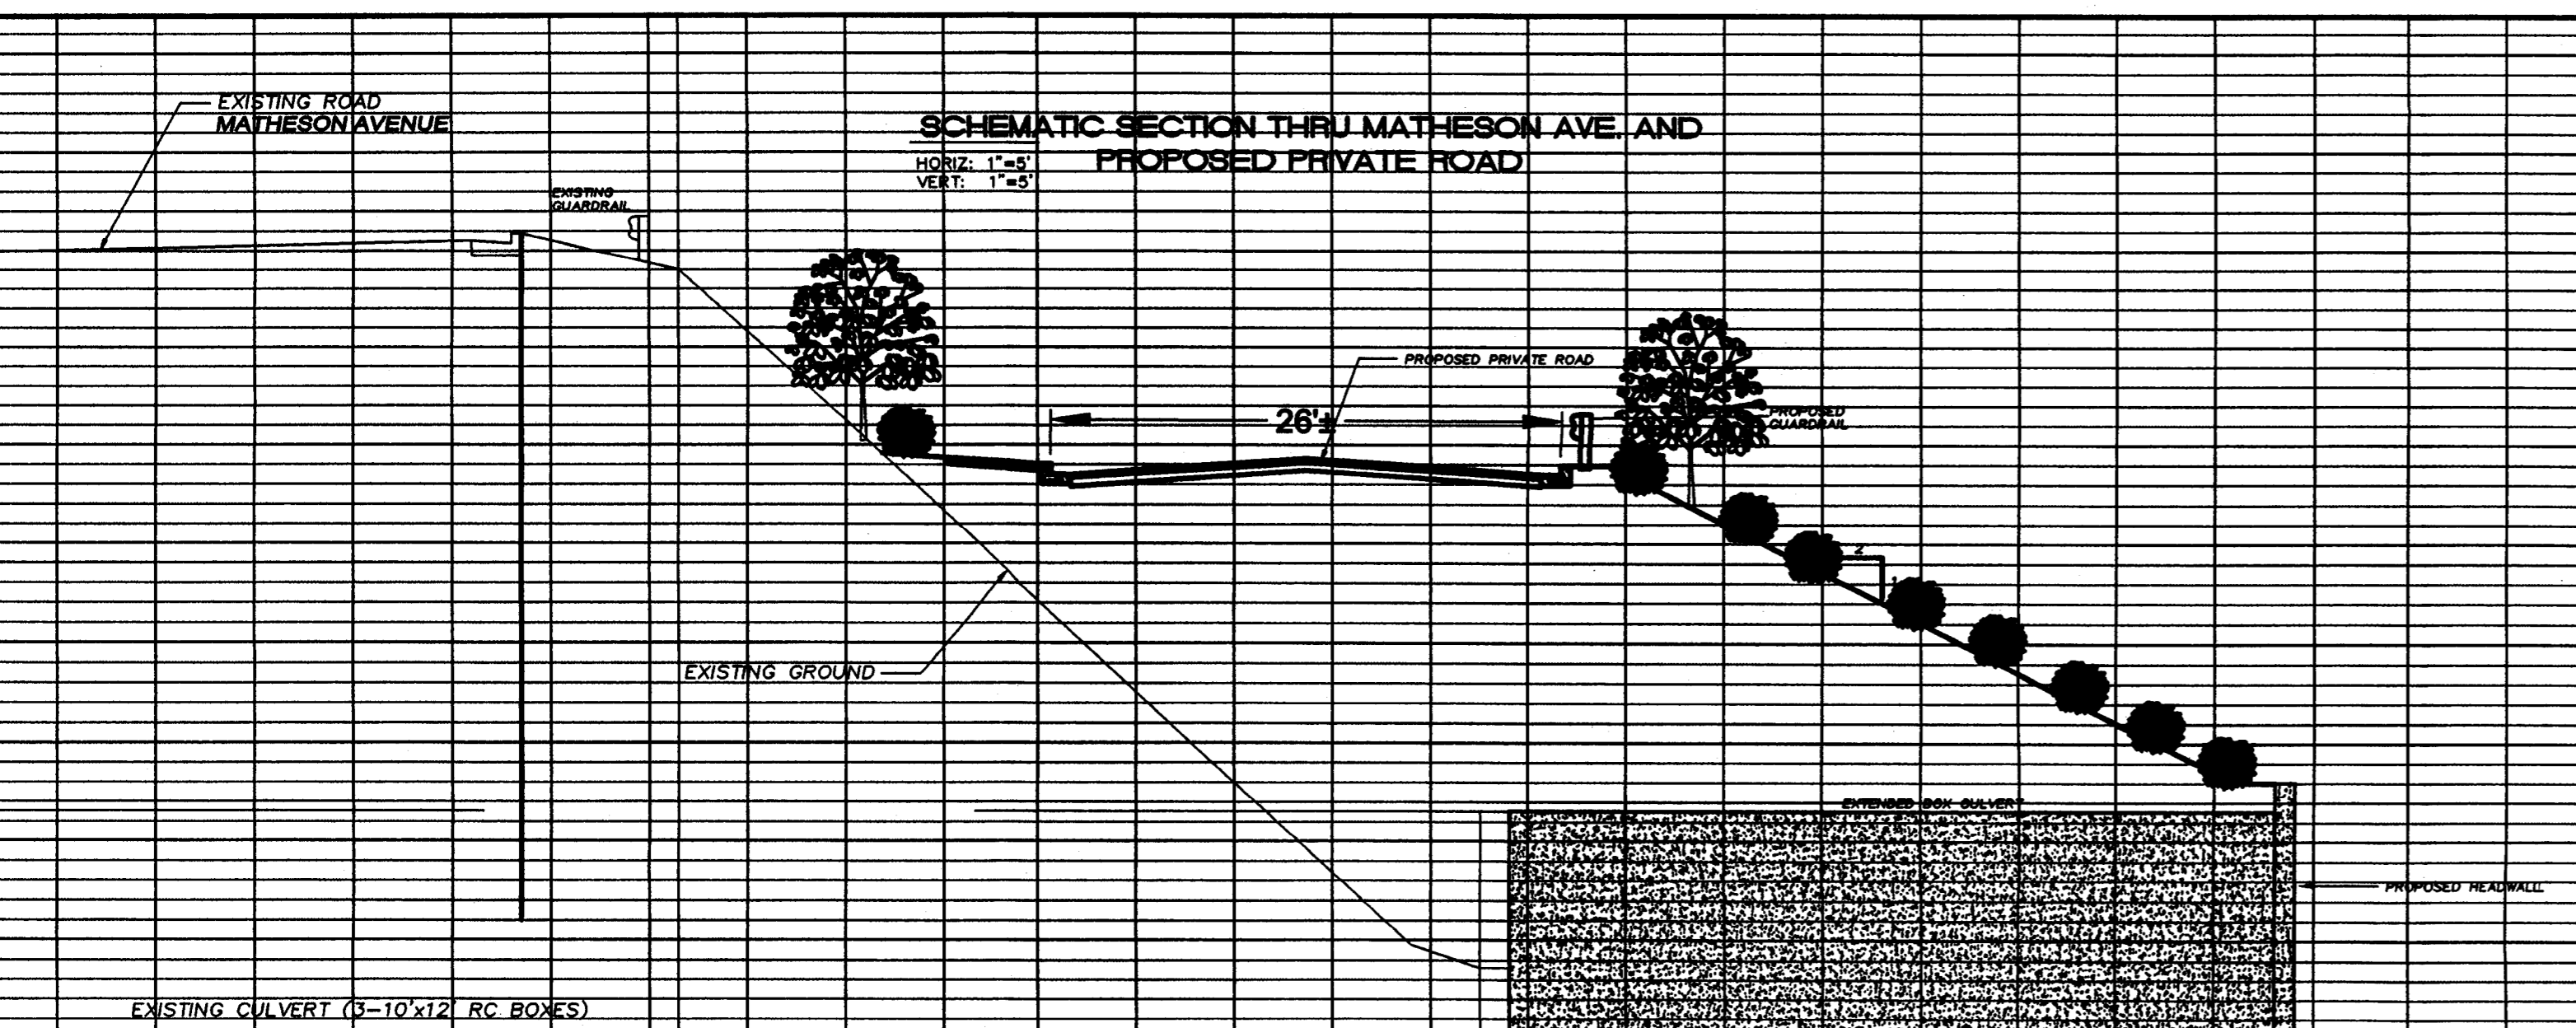 EXISTING ROAD
MATHESON AVENUE
SCHEMATIC SECTION THRU MATHESON AVE. AND
PROPOSED PRIVATE ROAD
HORIZ: 1"=5'
VERT: 1"=5'
EXISTING
GUARDRAIL
PROPOSED PRIVATE ROAD
26'±
PROPOSED
GUARDRAIL
2
1
EXISTING GROUND
EXTENDED BOX CULVERT
PROPOSED HEADWALL
EXISTING CULVERT (3-10'x12' RC BOXES)